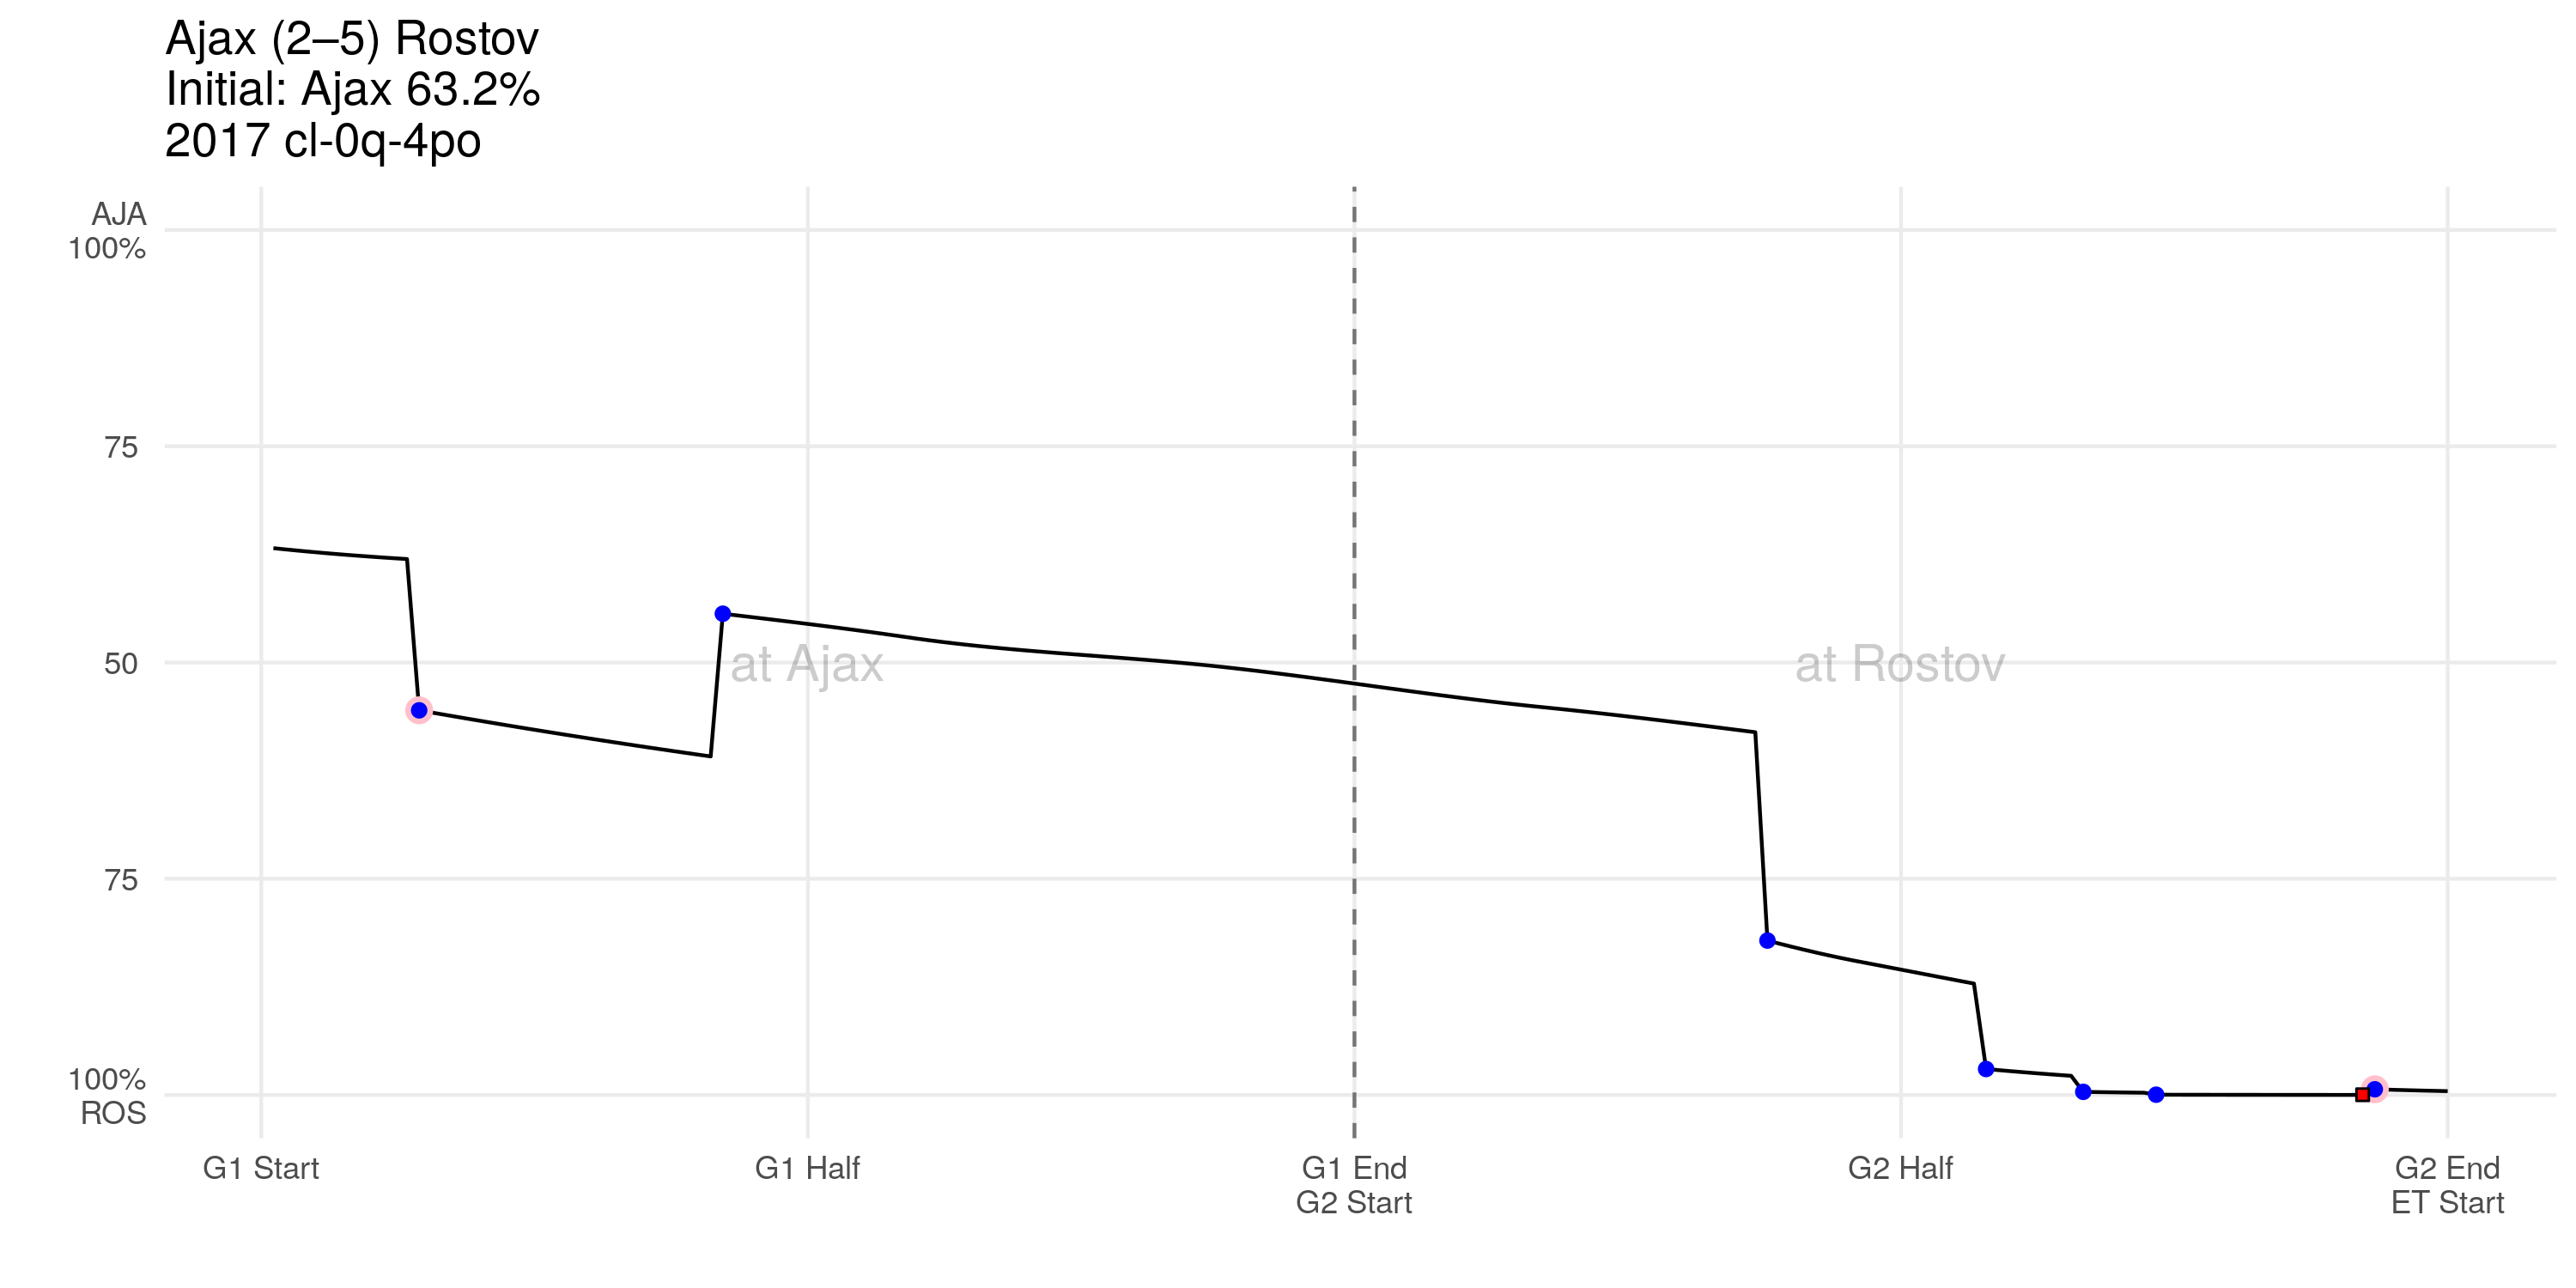 Ajax (2–5) Rostov
Initial: Ajax 63.2%
2017 cl-0q-4po
AJA
100%
75
50
75
100%
ROS
at Ajax
at Rostov
G1 Start
G1 Half
G1 End
G2 Start
G2 Half
G2 End
ET Start